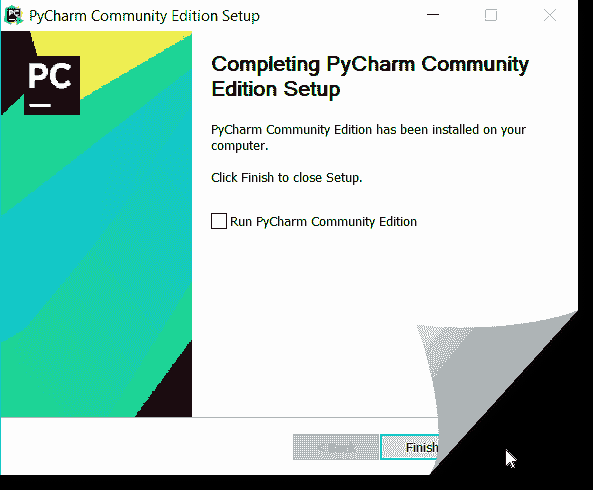 PyCharm Community Edition Setup
PC
Completing PyCharm Community
Edition Setup
PyCharm Community Edition has been installed on your
computer.
Click Finish to close Setup.
Run PyCharm Community Edition
< Back
Finish